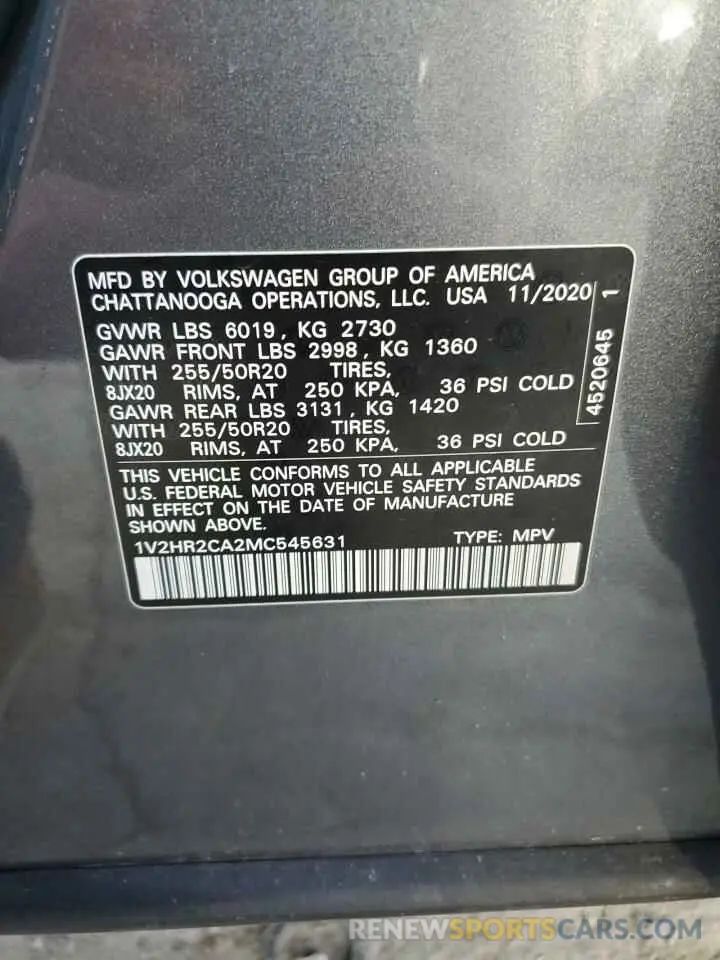 MFD BY VOLKSWAGEN GROUP OF AMERICA
CHATTANOOGA OPERATIONS, LLC. USA 11/2020
GVWR LBS 6019, KG 2730
GAWR FRONT LBS 2998, KG 1360
WITH 255/50R20 TIRES,
8JX20 RIMS, AT 250 KPA, 36 PSI COLD
GAWR REAR LBS 3131, KG 1420
WITH 255/50R20 TIRES,
8JX20 RIMS, AT 250 KPA, 36 PSI COLD
4520645 1
THIS VEHICLE CONFORMS TO ALL APPLICABLE
U.S. FEDERAL MOTOR VEHICLE SAFETY STANDARDS
IN EFFECT ON THE DATE OF MANUFACTURE
SHOWN ABOVE.
1V2HR2CA2MC545631 TYPE: MPV
RENEWSPORTSCARS.COM